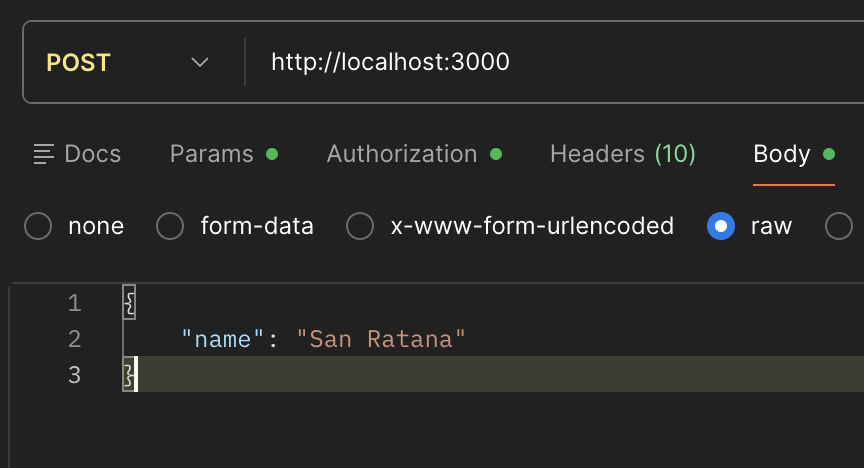 POST http://localhost:3000
Docs Params Authorization Headers (10) Body
none form-data x-www-form-urlencoded raw
1 {
2 "name": "San Ratana"
3 }